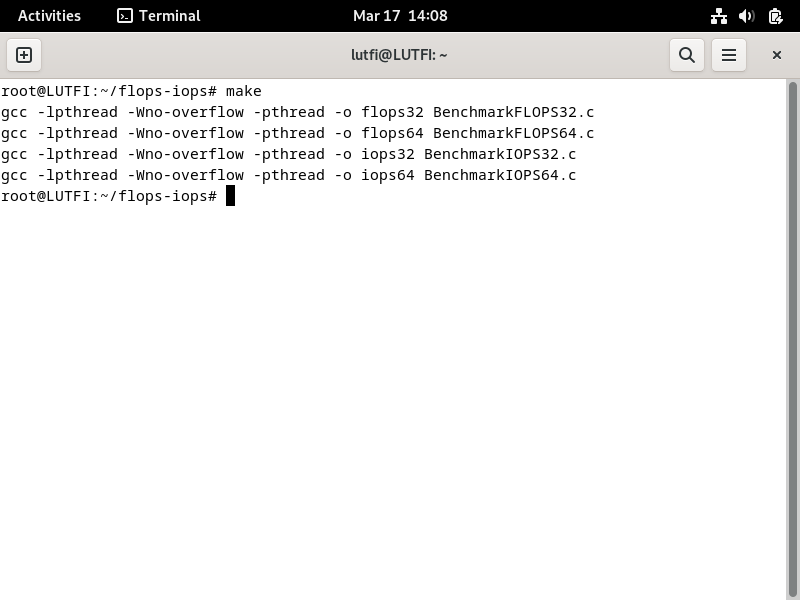 Activities Terminal Mar 17 14:08
lutfi@LUTFI: ~
root@LUTFI:~/flops-iops# make
gcc -lpthread -Wno-overflow -pthread -o flops32 BenchmarkFLOPS32.c
gcc -lpthread -Wno-overflow -pthread -o flops64 BenchmarkFLOPS64.c
gcc -lpthread -Wno-overflow -pthread -o iops32 BenchmarkIOPS32.c
gcc -lpthread -Wno-overflow -pthread -o iops64 BenchmarkIOPS64.c
root@LUTFI:~/flops-iops#